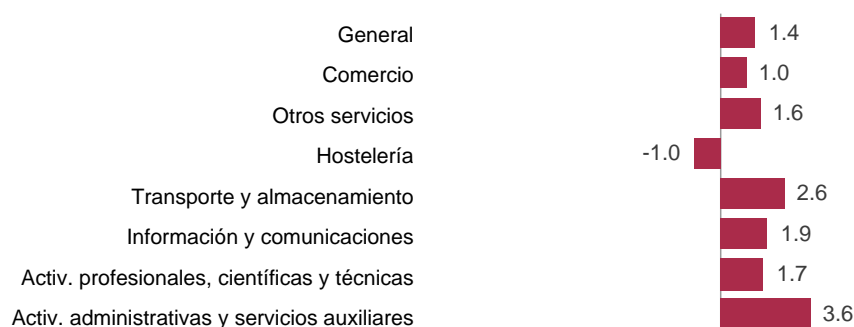 General 1.4
Comercio 1.0
Otros servicios 1.6
Hostelería -1.0
Transporte y almacenamiento 2.6
Información y comunicaciones 1.9
Activ. profesionales, científicas y técnicas 1.7
Activ. administrativas y servicios auxiliares 3.6